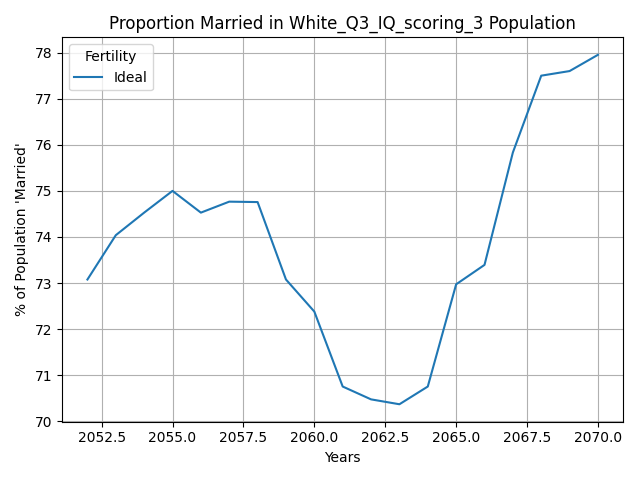 Proportion Married in White_Q3_IQ_scoring_3 Population
Fertility
Ideal
% of Population 'Married'
78
77
76
75
74
73
72
71
70
2052.5 2055.0 2057.5 2060.0 2062.5 2065.0 2067.5 2070.0
Years